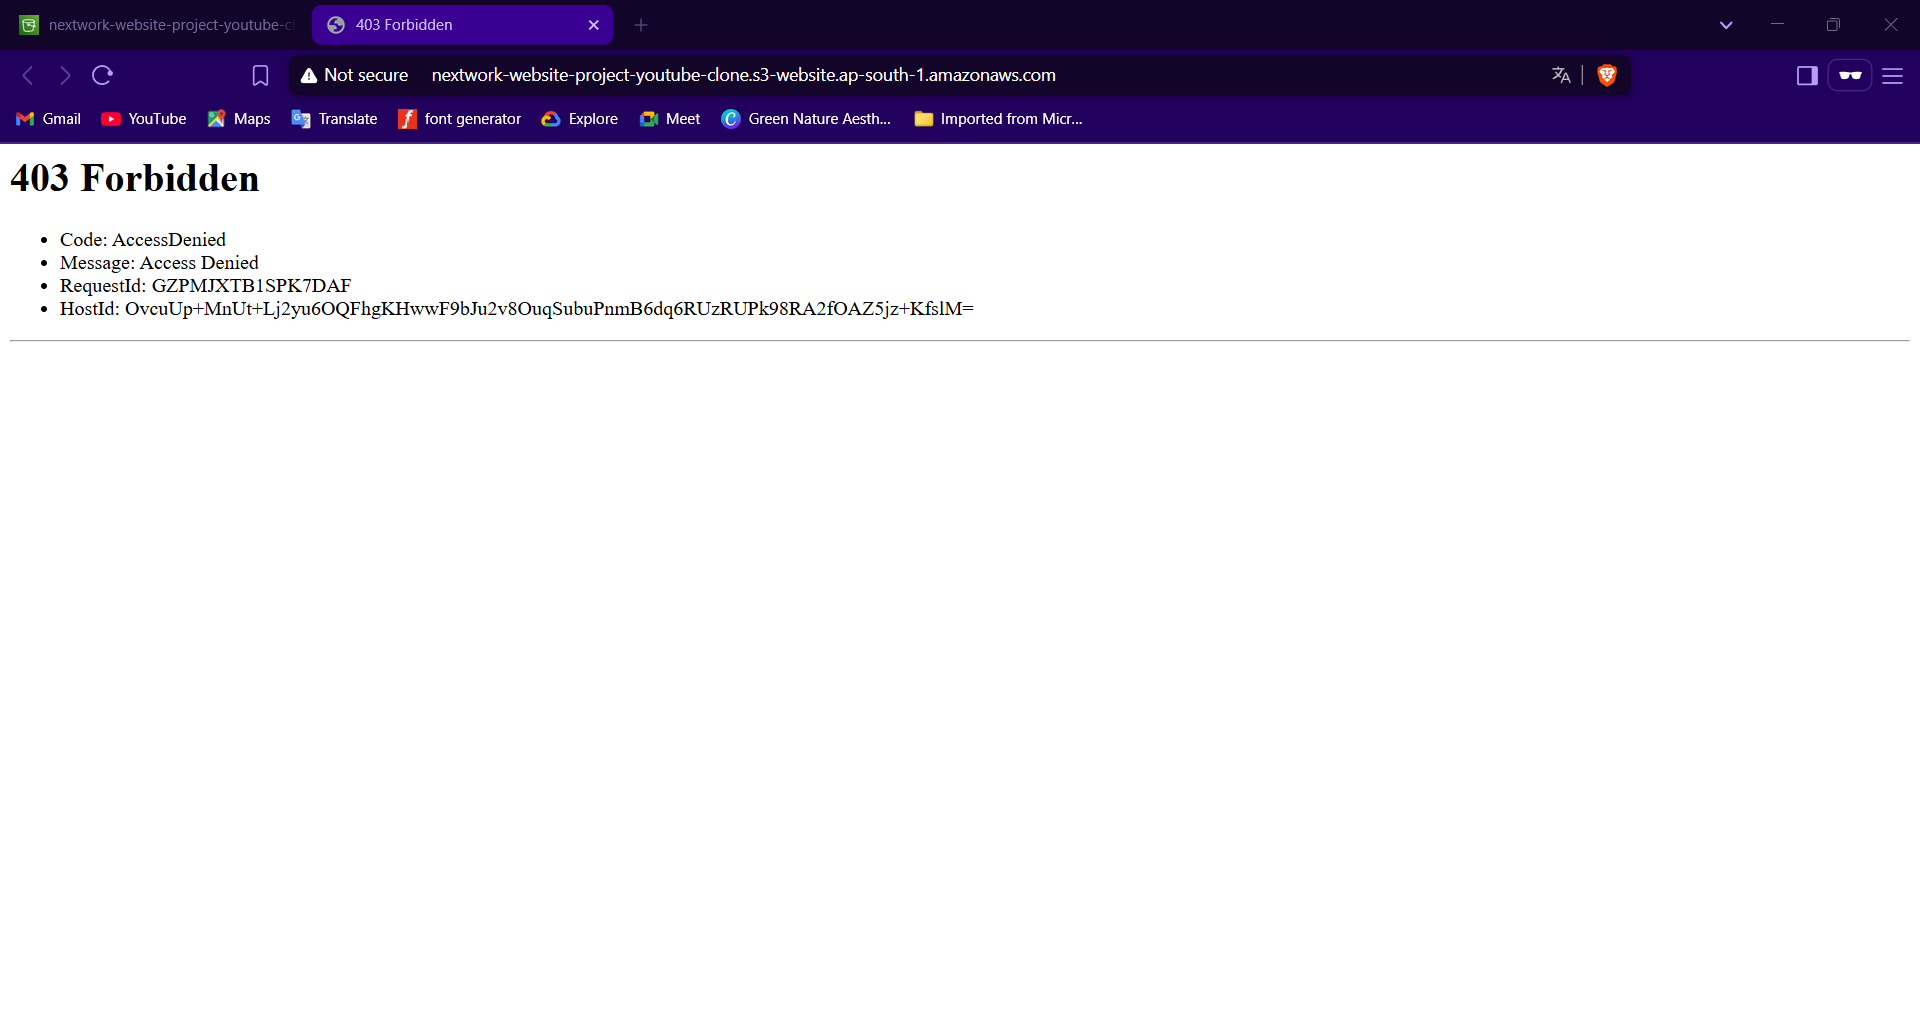 nextwork-website-project-youtube-cl
403 Forbidden
Not secure
nextwork-website-project-youtube-clone.s3-website.ap-south-1.amazonaws.com
Gmail
YouTube
Maps
Translate
font generator
Explore
Meet
Green Nature Aesth...
Imported from Micr...
403 Forbidden
• Code: AccessDenied
• Message: Access Denied
• RequestId: GZPMJXTB1SPK7DAF
• HostId: OvcuUp+MnUt+Lj2yu6OQFhgKHwwF9bJu2v8OuqSubuPnmB6dq6RUzRUPk98RA2fOAZ5jz+KfslM=